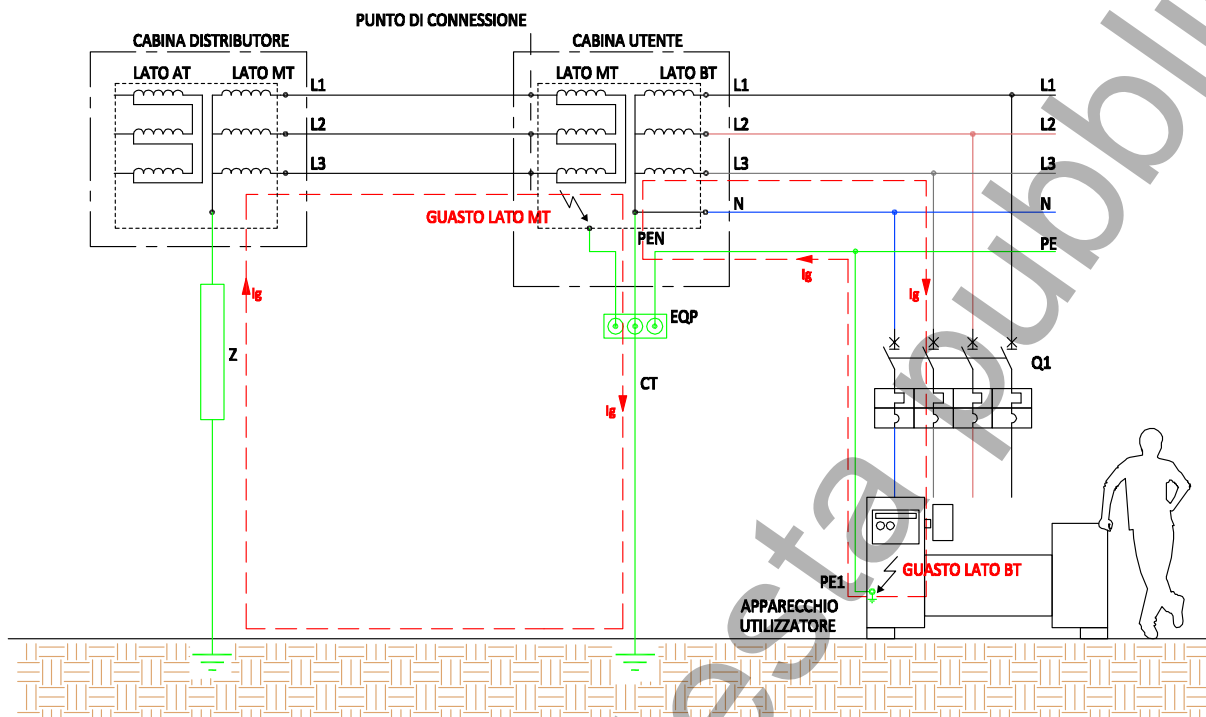 PUNTO DI CONNESSIONE
CABINA DISTRIBUTORE
CABINA UTENTE
LATO AT
LATO MT
LATO MT
LATO BT
L1
L1
L1
L2
L2
L2
L3
L3
L3
N
N
GUASTO LATO MT
PEN
PE
Ig
Ig
Ig
EQP
Z
CT
Ig
Q1
GUASTO LATO BT
PE1
APPARECCHIO
UTILIZZATORE
esta pubbli